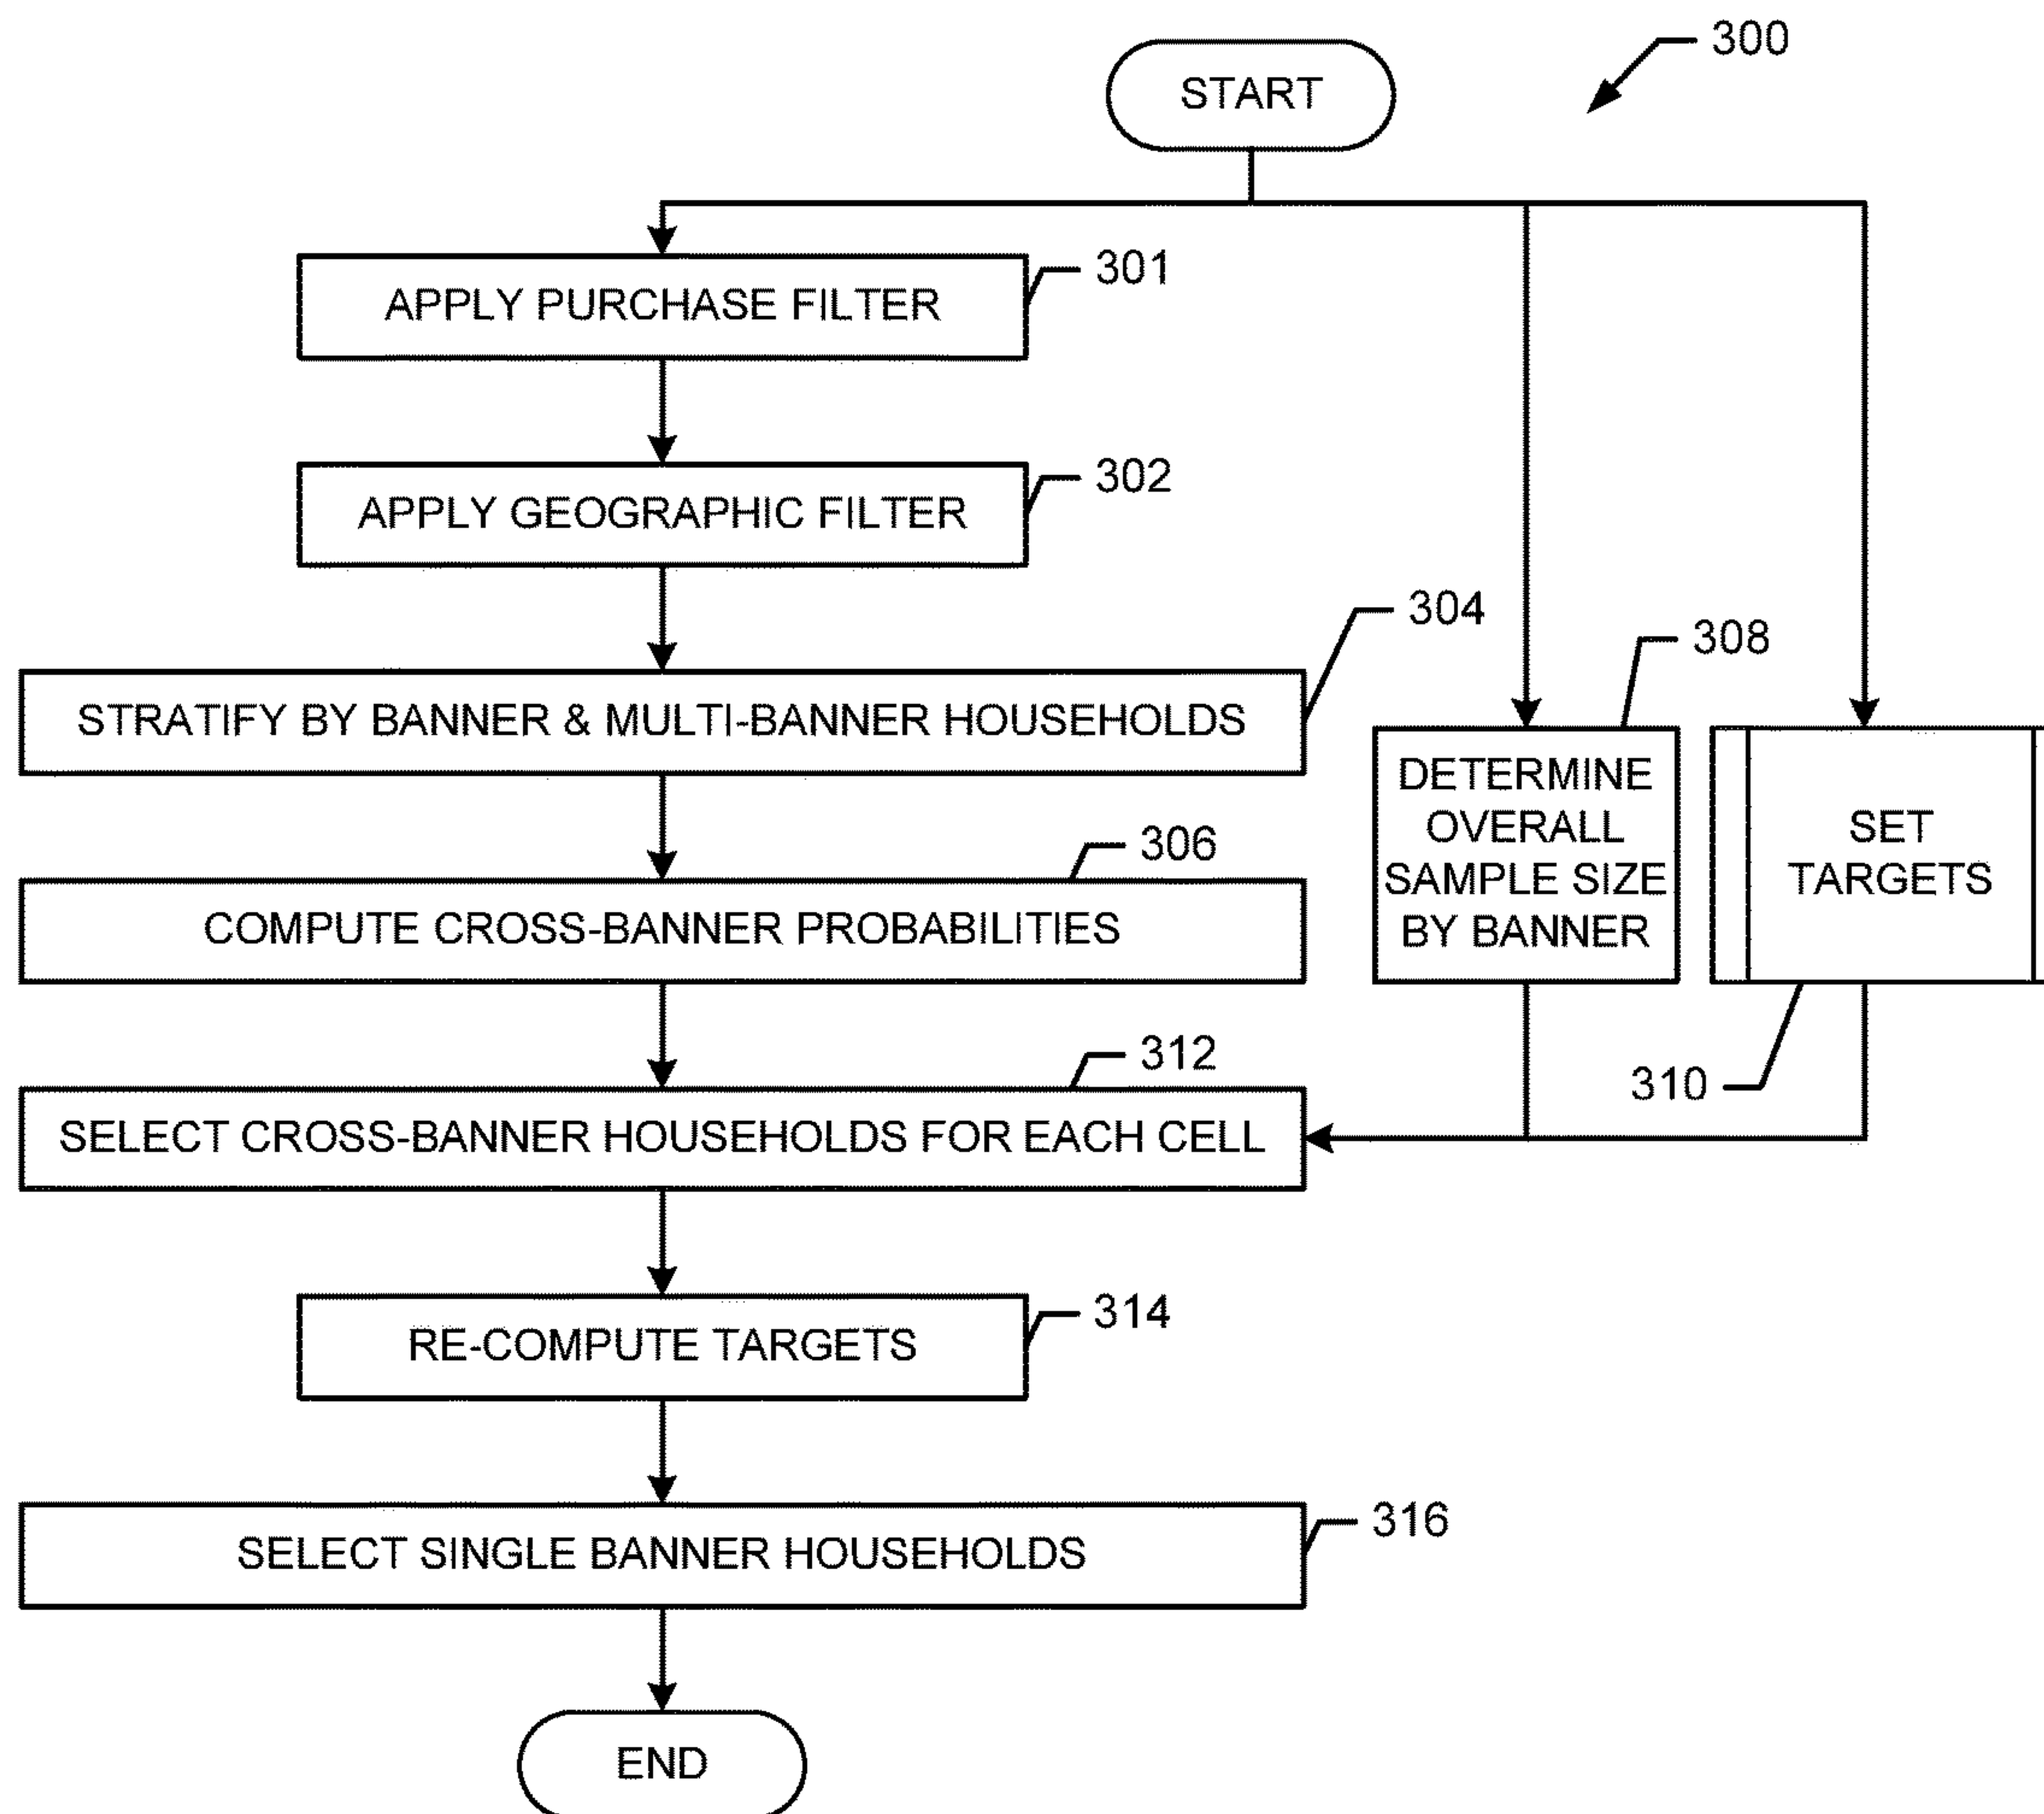 START
300
APPLY PURCHASE FILTER
301
APPLY GEOGRAPHIC FILTER
302
STRATIFY BY BANNER & MULTI-BANNER HOUSEHOLDS
304
308
DETERMINE
OVERALL
SAMPLE SIZE
BY BANNER
SET
TARGETS
310
306
COMPUTE CROSS-BANNER PROBABILITIES
312
SELECT CROSS-BANNER HOUSEHOLDS FOR EACH CELL
RE-COMPUTE TARGETS
314
SELECT SINGLE BANNER HOUSEHOLDS
316
END